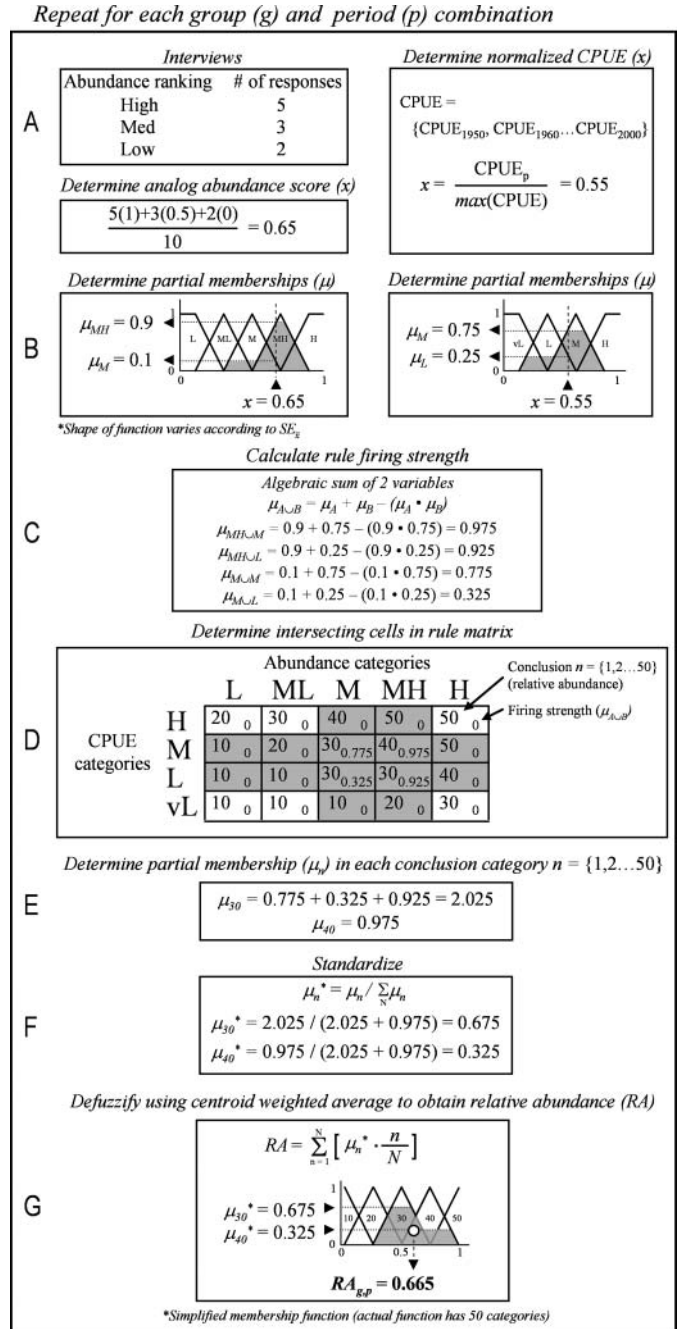 Repeat for each group (g) and period (p) combination
A
Interviews
Abundance ranking # of responses
High 5
Med 3
Low 2
Determine analog abundance score (x)
5(1)+3(0.5)+2(0)
10
= 0.65
Determine normalized CPUE (x)
CPUE =
{CPUE1950, CPUE1960…CPUE2000}
x = CPUEp / max(CPUE) = 0.55
B
Determine partial memberships (μ)
μMH = 0.9
μM = 0.1
1
0
L ML M MH H
0 1
x = 0.65
*Shape of function varies according to SEg
Determine partial memberships (μ)
μM = 0.75
μL = 0.25
1
0
vL L M H
0 1
x = 0.55
C
Calculate rule firing strength
Algebraic sum of 2 variables
μA∪B = μA + μB – (μA • μB)
μMH∪M = 0.9 + 0.75 – (0.9 • 0.75) = 0.975
μMH∪L = 0.9 + 0.25 – (0.9 • 0.25) = 0.925
μM∪M = 0.1 + 0.75 – (0.1 • 0.75) = 0.775
μM∪L = 0.1 + 0.25 – (0.1 • 0.25) = 0.325
D
Determine intersecting cells in rule matrix
Abundance categories
L ML M MH H
CPUE categories
H 20 0 30 0 40 0 50 0 50 0
M 10 0 20 0 30 0.775 40 0.975 50 0
L 10 0 10 0 30 0.325 30 0.925 40 0
vL 10 0 10 0 10 0 20 0 30 0
Conclusion n = {1,2…50}
(relative abundance)
Firing strength (μA∪B)
E
Determine partial membership (μn) in each conclusion category n = {1,2…50}
μ30 = 0.775 + 0.325 + 0.925 = 2.025
μ40 = 0.975
F
Standardize
μn* = μn / ∑N μn
μ30* = 2.025 / (2.025 + 0.975) = 0.675
μ40* = 0.975 / (2.025 + 0.975) = 0.325
G
Defuzzify using centroid weighted average to obtain relative abundance (RA)
RA = ∑ N n = 1 [ μn* · n/N ]
μ30* = 0.675
μ40* = 0.325
1
0
10 20 30 40 50
0 0.5 1
RAg,p = 0.665
*Simplified membership function (actual function has 50 categories)